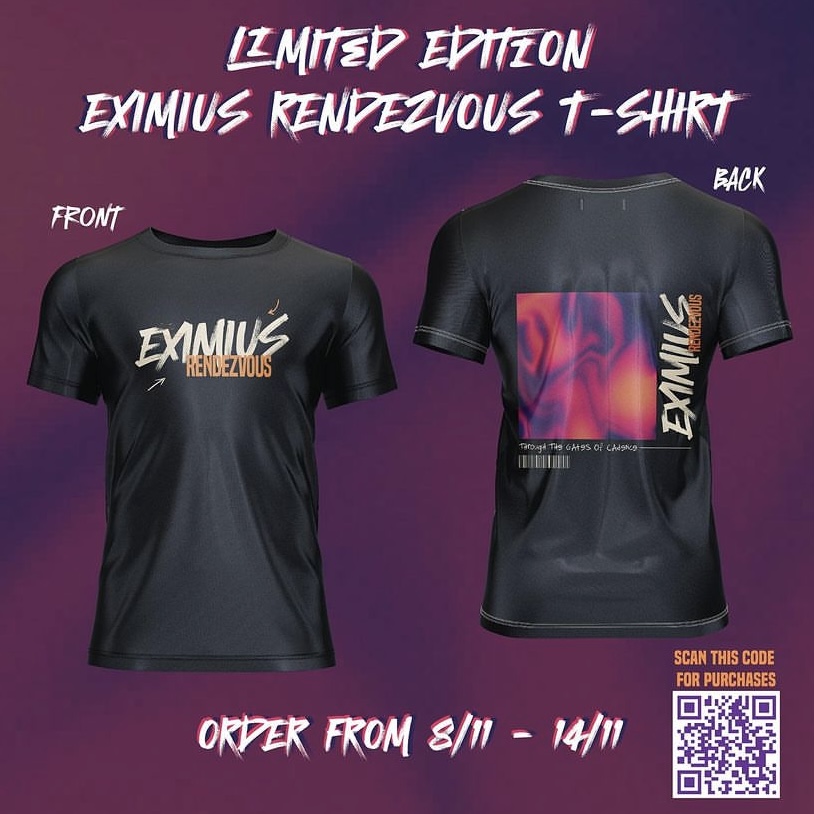 LIMITED EDITION
EXIMIUS RENDEZVOUS T-SHIRT
FRONT
BACK
EXIMIUS
RENDEZVOUS
EXIMIUS
RENDEZVOUS
Through The GATES OF CADENCE
SCAN THIS CODE
FOR PURCHASES
ORDER FROM 8/11 - 14/11